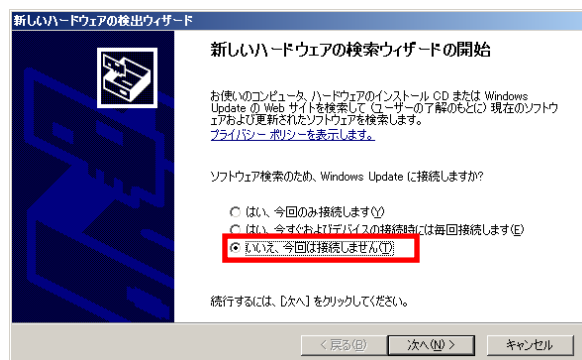 新しいハードウェアの検出ウィザード
新しいハードウェアの検索ウィザードの開始
お使いのコンピュータ、ハードウェアのインストール CD または Windows
Update の Web サイトを検索して (ユーザーの了解のもとに) 現在のソフトウ
ェアおよび更新されたソフトウェアを検索します。
プライバシー ポリシーを表示します。
ソフトウェア検索のため、Windows Update に接続しますか?
はい、今回のみ接続します(Y)
はい、今すぐおよびデバイスの接続時には毎回接続します(E)
いいえ、今回は接続しません(T)
続行するには、[次へ] をクリックしてください。
< 戻る(B) 次へ(N) > キャンセル